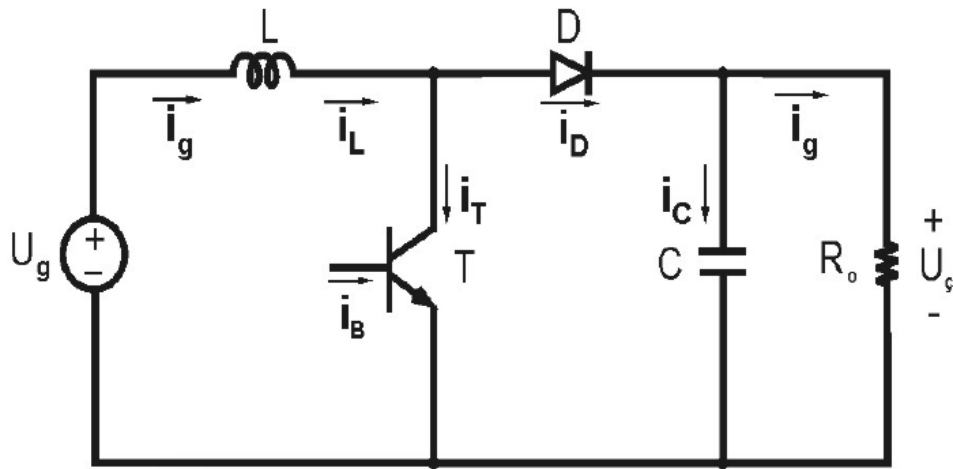 L
D
i_g
i_L
i_D
i_g
i_T
i_C
U_g
+
−
T
i_B
C
R_o
+
U_ç
-